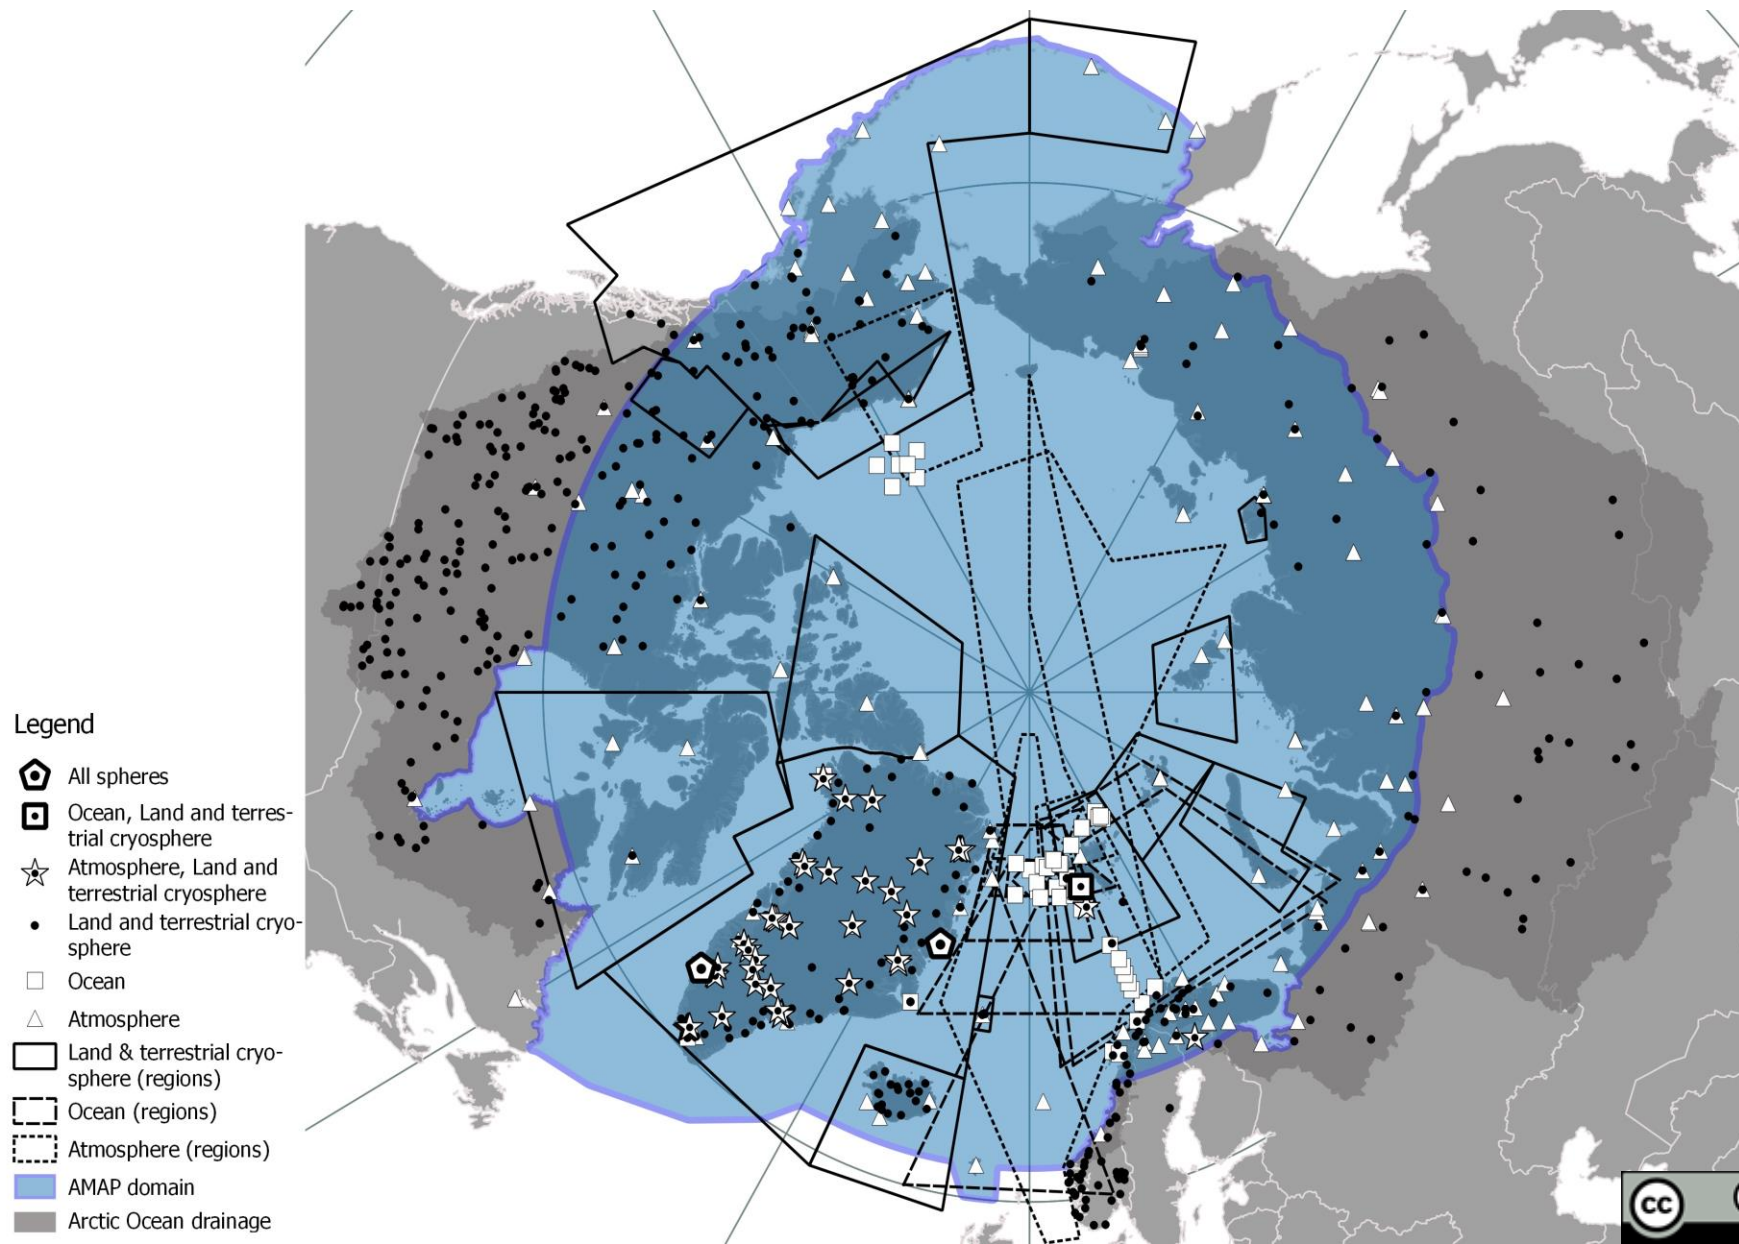 Legend
All spheres
Ocean, Land and terres-
trial cryosphere
Atmosphere, Land and
terrestrial cryosphere
Land and terrestrial cryo-
sphere
Ocean
Atmosphere
Land & terrestrial cryo-
sphere (regions)
Ocean (regions)
Atmosphere (regions)
AMAP domain
Arctic Ocean drainage
cc